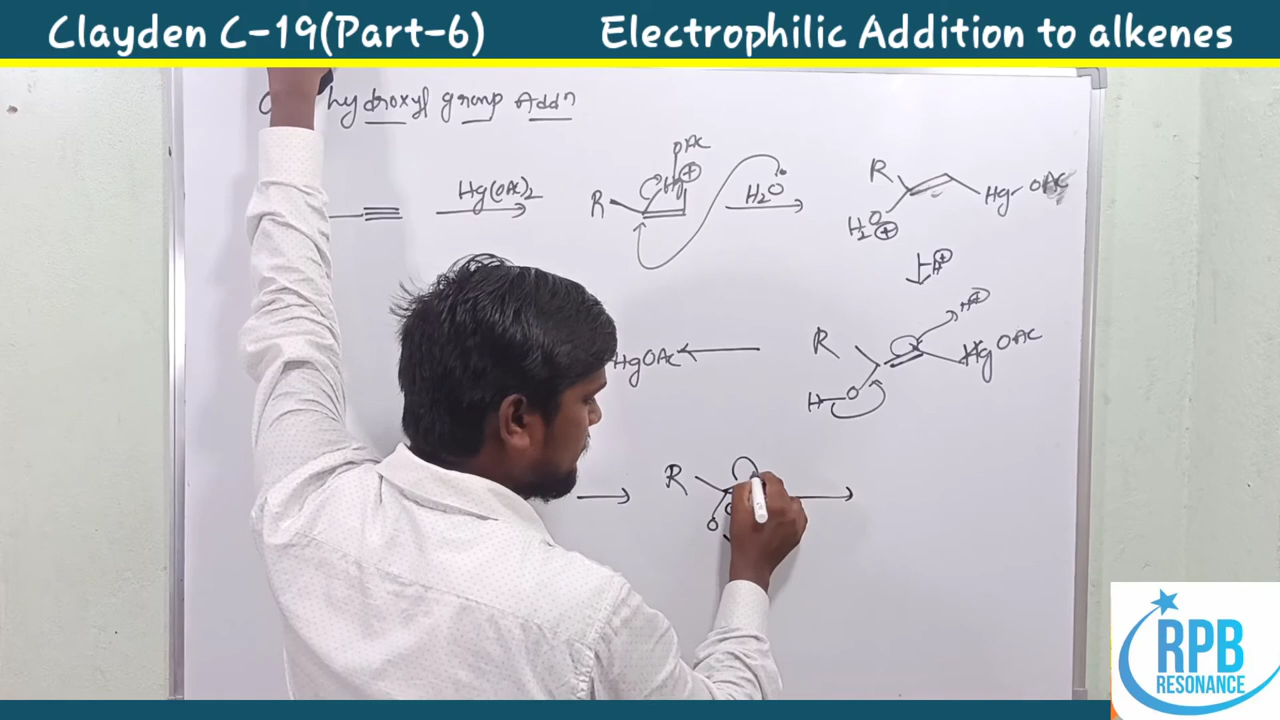 Clayden C-19(Part-6) Electrophilic Addition to alkenes
hydroxyl group Addn
Hg(OAc)2
R
OAc
Hg⊕
H2O
R
H2O⊕
Hg-OAc
-H⊕
R
H-O
H⊕
HgOAc
HgOAc
R
O
RPB
RESONANCE